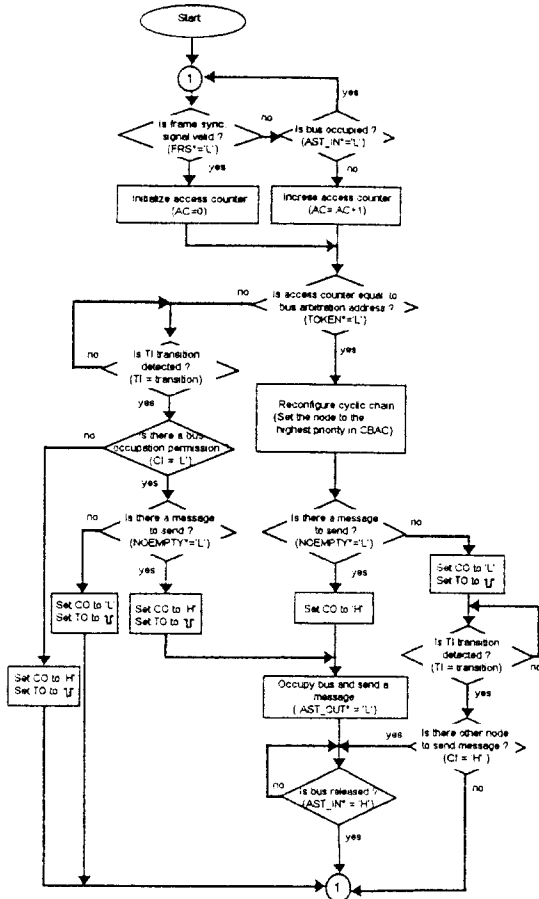 Start
1
yes
Is frame sync.
signal valid ?
(FRS*='L')
no
Is bus occupied ?
(AST_IN*='L')
yes
no
Initialize access counter
(AC=0)
Increse access counter
(AC= AC+1)
no
Is access counter equal to
bus arbitration address ?
(TOKEN*='L')
yes
no
Is TI transition
detected ?
(TI = transition)
yes
Reconfigure cyclic chain
(Set the node to the
highest priority in CBAC)
no
Is there a bus
occupation permission
(CI = 'L')
yes
no
Is there a message
to send ?
(NOEMPTY*='L')
yes
Is there a message
to send ?
(NOEMPTY*='L')
no
yes
Set CO to 'L'
Set TO to
Set CO to 'L'
Set TO to
Set CO to 'H'
Set TO to
Set CO to 'H'
Is TI transition
detected ?
(TI = transition)
no
yes
Set CO to 'H'
Set TO to
Occupy bus and send a
message
(AST_OUT* = 'L')
yes
Is there other node
to send message ?
(CI = 'H')
no
no
Is bus released ?
(AST_IN* = 'H')
yes
1